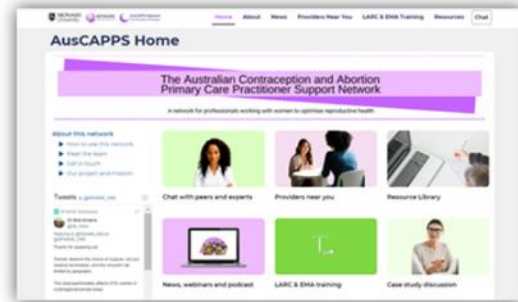 MONASH University
Home About News Providers Near You LARC & EMA Training Resources Chat
AusCAPPS Home
The Australian Contraception and Abortion
Primary Care Practitioner Support Network
A network for professionals working with women to optimise reproductive health
About this network
How to use this network
Meet the team
Get in touch
Our project and mission
Tweets
Chat with peers and experts
Providers near you
Resource Library
News, webinars and podcast
LARC & EMA training
Case study discussion